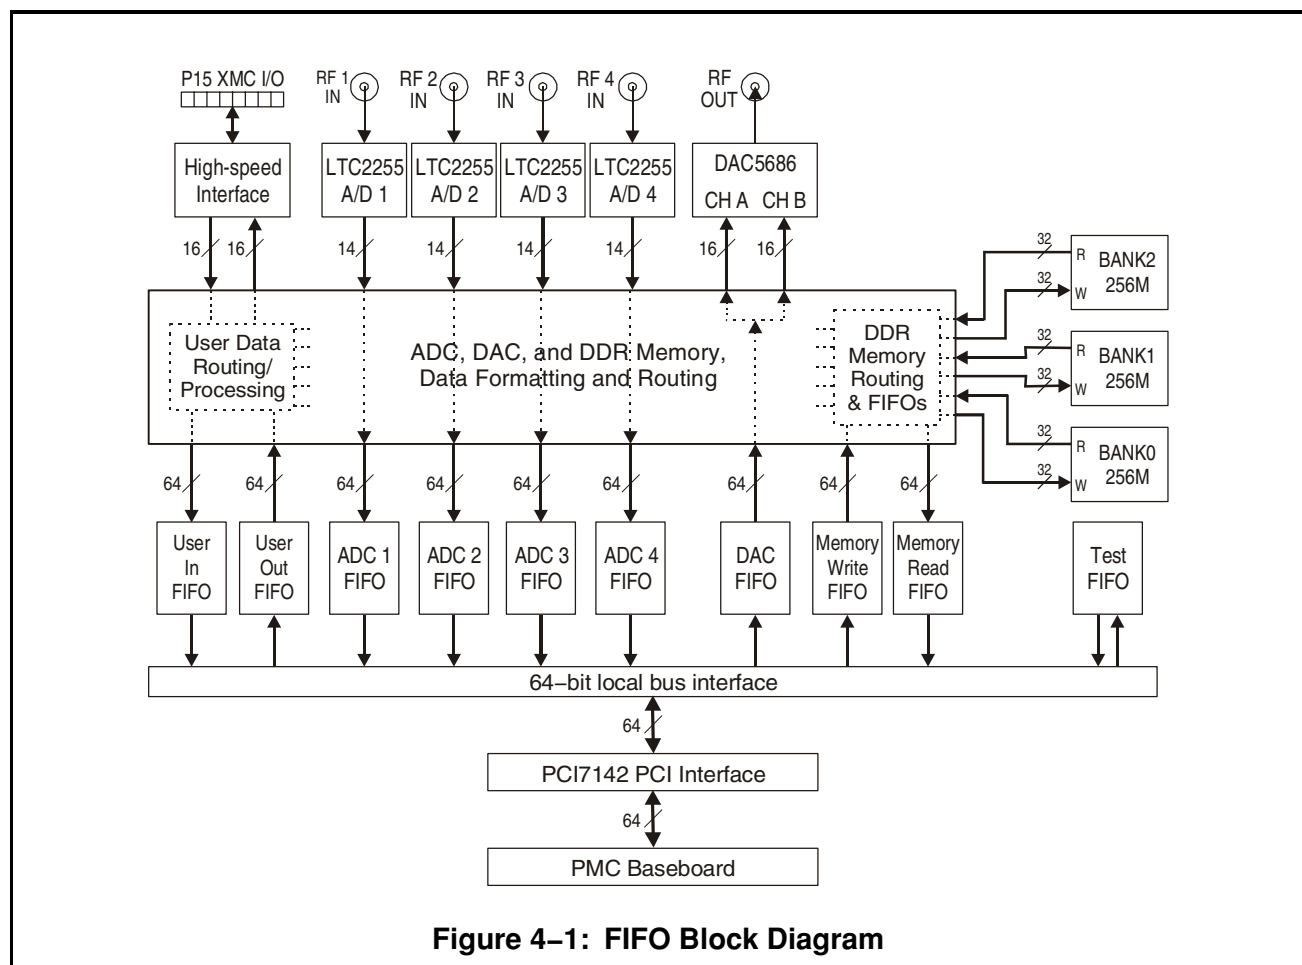 P15 XMC I/O
RF 1
IN
RF 2
IN
RF 3
IN
RF 4
IN
RF
OUT
High-speed
Interface
LTC2255
A/D 1
LTC2255
A/D 2
LTC2255
A/D 3
LTC2255
A/D 4
DAC5686
CH A CH B
16
16
14
14
14
14
16
16
32
R
32
W
BANK2
256M
32
R
32
W
BANK1
256M
32
R
32
W
BANK0
256M
User Data
Routing/
Processing
ADC, DAC, and DDR Memory,
Data Formatting and Routing
DDR
Memory
Routing
& FIFOs
64
64
64
64
64
64
64
64
64
User
In
FIFO
User
Out
FIFO
ADC 1
FIFO
ADC 2
FIFO
ADC 3
FIFO
ADC 4
FIFO
DAC
FIFO
Memory
Write
FIFO
Memory
Read
FIFO
Test
FIFO
64–bit local bus interface
64
PCI7142 PCI Interface
64
PMC Baseboard
Figure 4–1: FIFO Block Diagram